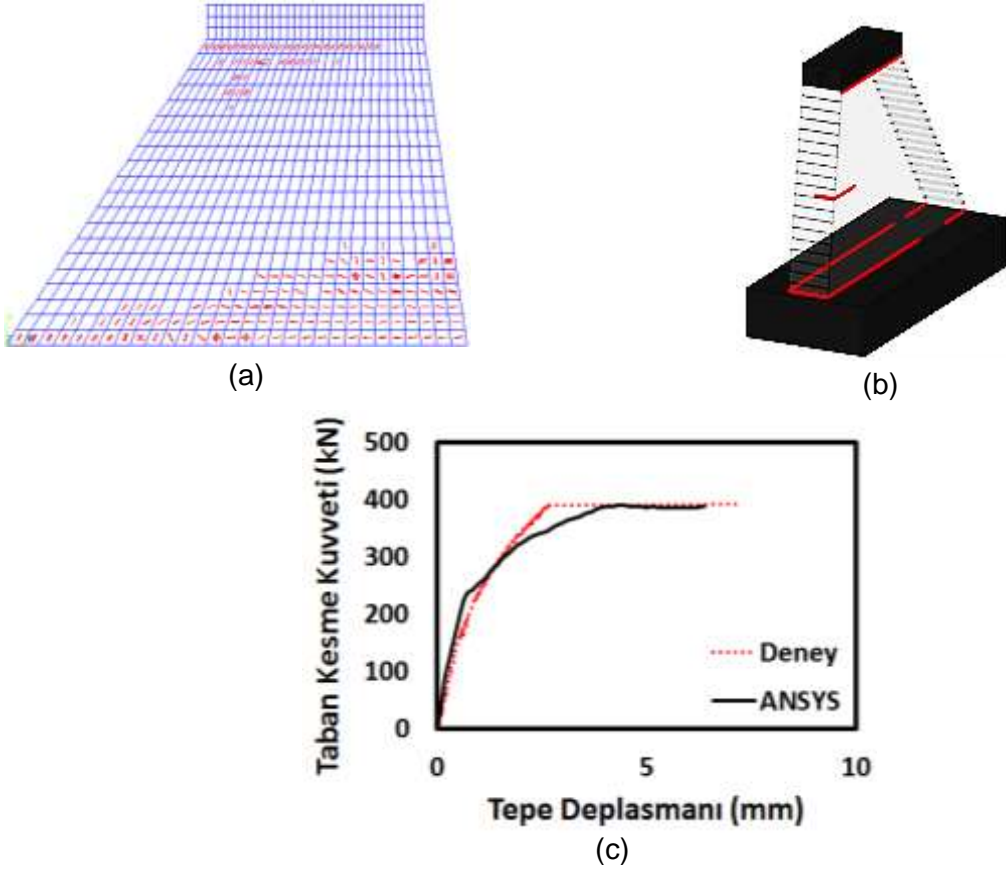 (a)
(b)
Taban Kesme Kuvveti (kN)
500
400
300
200
100
0
Deney
ANSYS
0
5
10
Tepe Deplasmanı (mm)
(c)